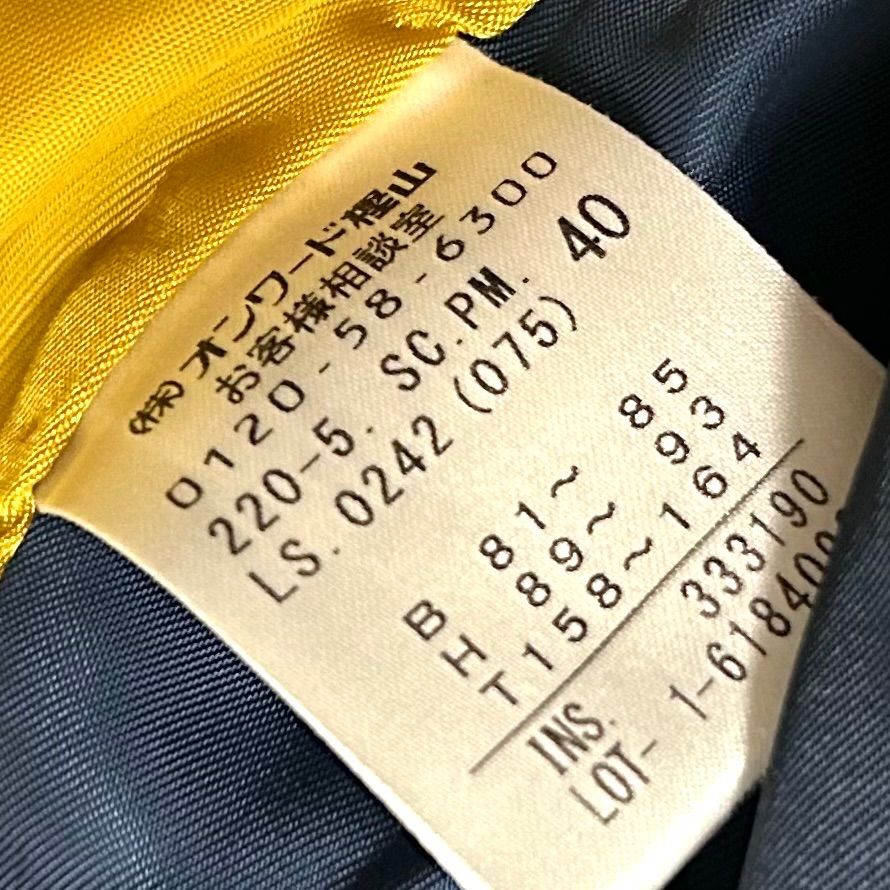 (株)オンワード樫山
お客様相談室
0120-58-6300
220-5. SC.PM. 40
LS. 0242 (075)
B 81~ 85
H 89~ 93
T158~164
INS. 333190
LOT- 1-618400